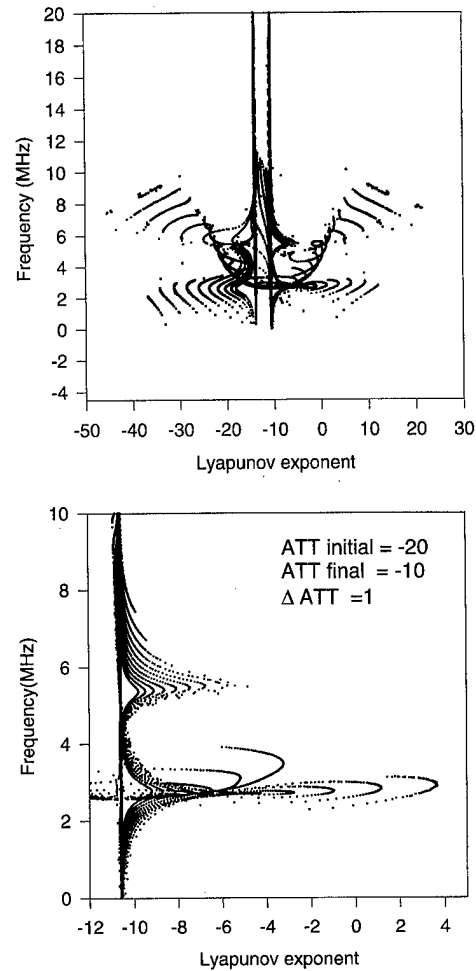 20
18
16
14
12
10
8
6
4
2
0
-2
-4
Frequency (MHz)
-50 -40 -30 -20 -10 0 10 20 30
Lyapunov exponent
10
8
6
4
2
0
Frequency(MHz)
ATT initial = -20
ATT final = -10
Δ ATT =1
-12 -10 -8 -6 -4 -2 0 2 4
Lyapunov exponent